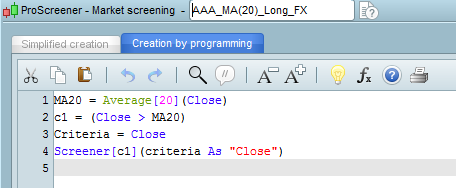 ProScreener - Market screening - AAA_MA(20)_Long_FX
Simplified creation Creation by programming
1 MA20 = Average[20](Close)
2 c1 = (Close > MA20)
3 Criteria = Close
4 Screener[c1](criteria As "Close")
5